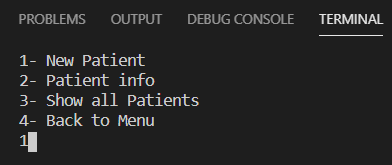 PROBLEMS OUTPUT DEBUG CONSOLE TERMINAL
1- New Patient
2- Patient info
3- Show all Patients
4- Back to Menu
1